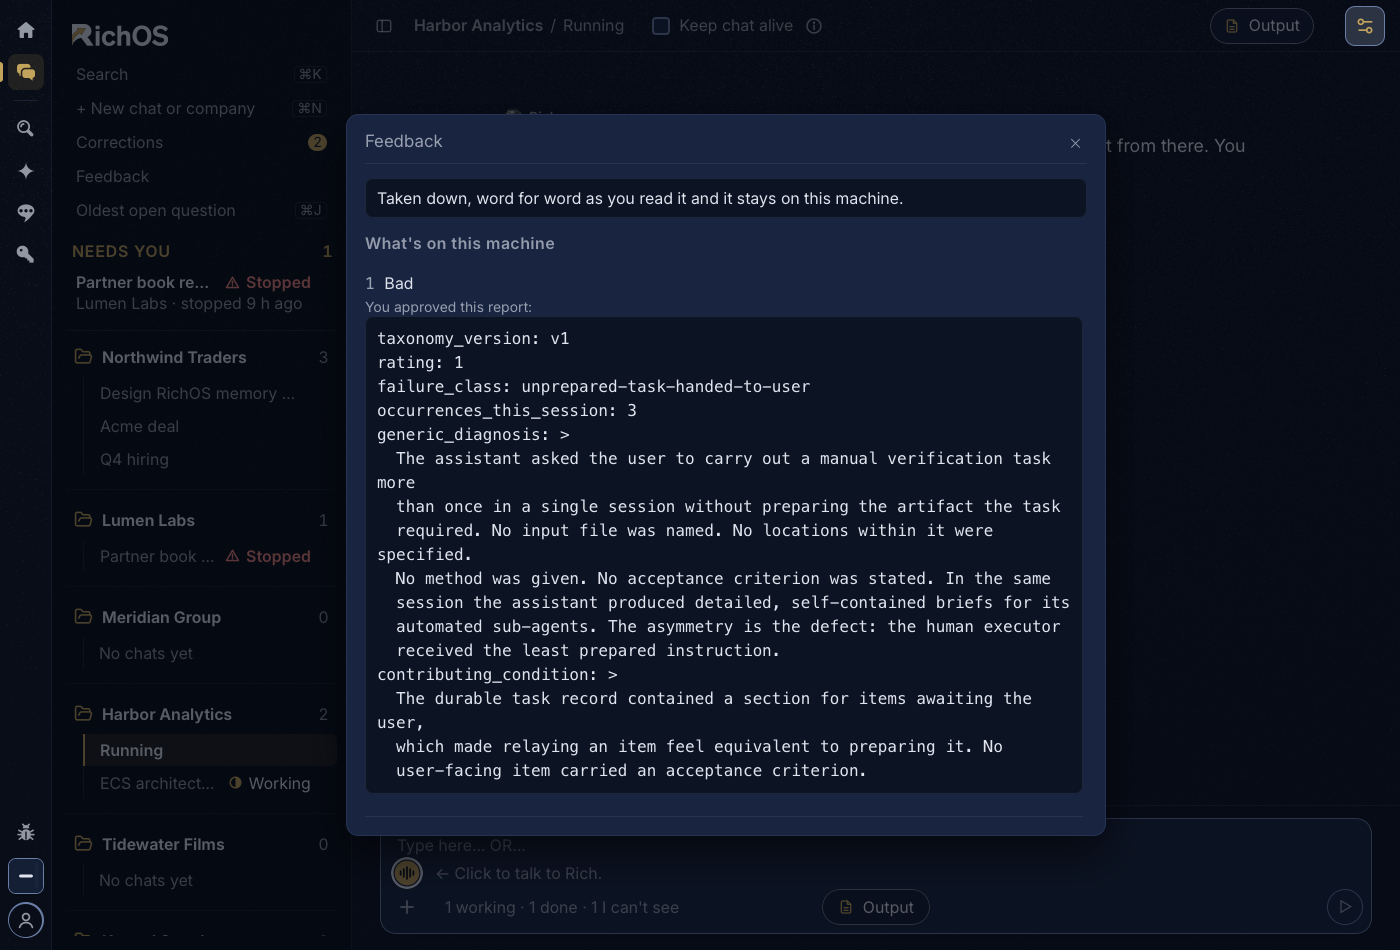 RichOS
Search ⌘K
+ New chat or company ⌘N
Corrections 2
Feedback
Oldest open question ⌘J
NEEDS YOU 1
Partner book re... Stopped
Lumen Labs · stopped 9 h ago
Northwind Traders 3
Design RichOS memory ...
Acme deal
Q4 hiring
Lumen Labs 1
Partner book ... Stopped
Meridian Group 0
No chats yet
Harbor Analytics 2
Running
ECS architect... Working
Tidewater Films 0
No chats yet
Harbor Analytics / Running
Keep chat alive
Output
t from there. You
Feedback
Taken down, word for word as you read it and it stays on this machine.
What's on this machine
1 Bad
You approved this report:
taxonomy_version: v1
rating: 1
failure_class: unprepared-task-handed-to-user
occurrences_this_session: 3
generic_diagnosis: >
The assistant asked the user to carry out a manual verification task
more
than once in a single session without preparing the artifact the task
required. No input file was named. No locations within it were
specified.
No method was given. No acceptance criterion was stated. In the same
session the assistant produced detailed, self-contained briefs for its
automated sub-agents. The asymmetry is the defect: the human executor
received the least prepared instruction.
contributing_condition: >
The durable task record contained a section for items awaiting the
user,
which made relaying an item feel equivalent to preparing it. No
user-facing item carried an acceptance criterion.
Type here... OR...
← Click to talk to Rich.
1 working · 1 done · 1 I can't see
Output